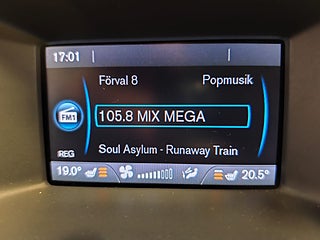 17:01
Förval 8 Popmusik
FM1
105.8 MIX MEGA
REG
Soul Asylum - Runaway Train
19.0° 20.5°